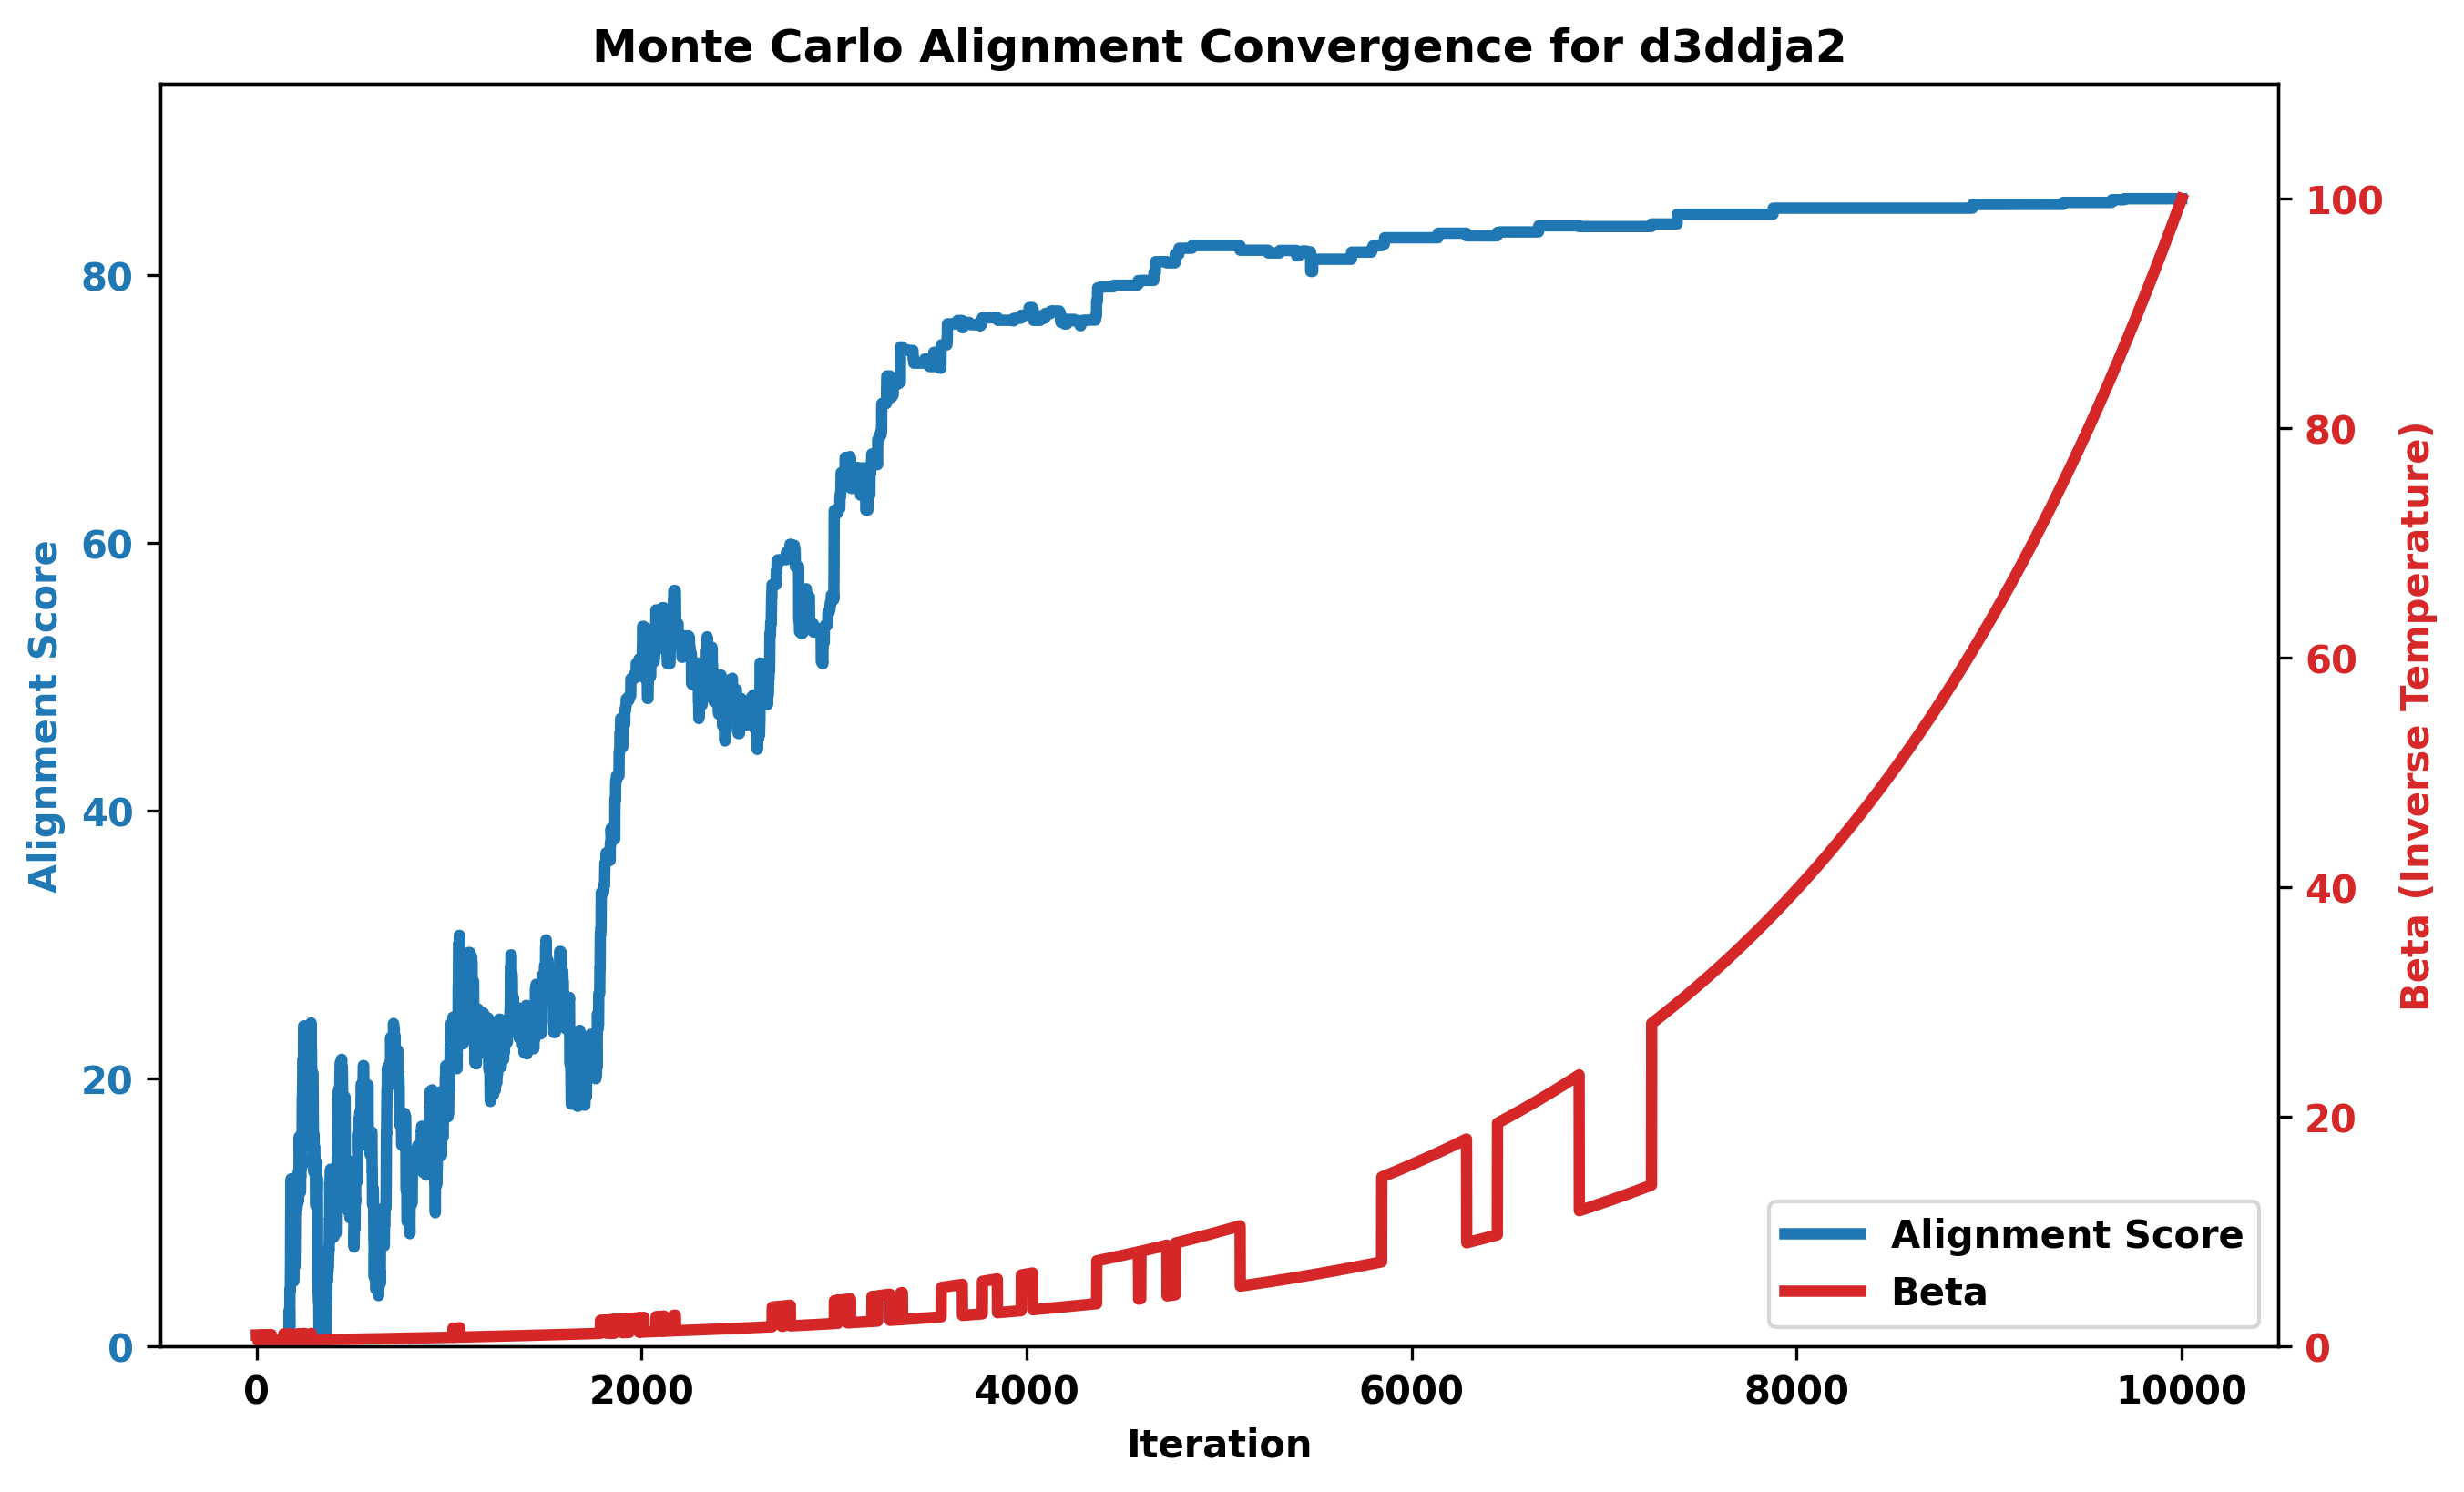 Monte Carlo Alignment Convergence for d3ddja2
Alignment Score
80
60
40
20
0
100
80
60
40
20
0
Beta (Inverse Temperature)
Alignment Score
Beta
0 2000 4000 6000 8000 10000
Iteration